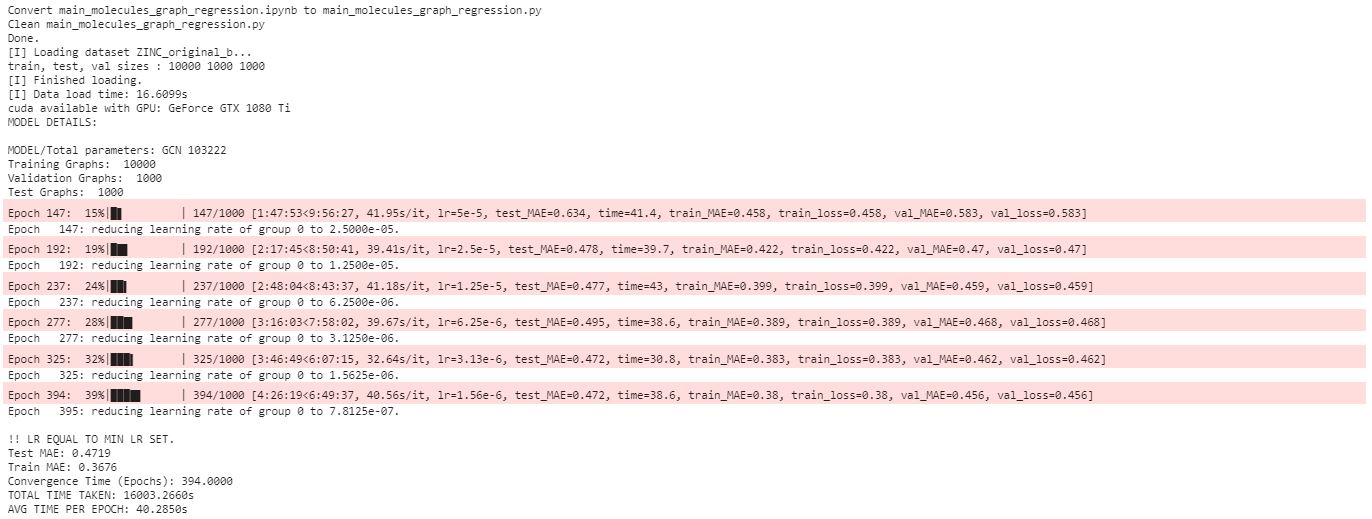 Convert main_molecules_graph_regression.ipynb to main_molecules_graph_regression.py
Clean main_molecules_graph_regression.py
Done.
[I] Loading dataset ZINC_original_b...
train, test, val sizes : 10000 1000 1000
[I] Finished loading.
[I] Data load time: 16.6099s
cuda available with GPU: GeForce GTX 1080 Ti
MODEL DETAILS:
MODEL/Total parameters: GCN 103222
Training Graphs:  10000
Validation Graphs:  1000
Test Graphs:  1000
Epoch 147:  15%|█▍        | 147/1000 [1:47:53<9:56:27, 41.95s/it, lr=5e-5, test_MAE=0.634, time=41.4, train_MAE=0.458, train_loss=0.458, val_MAE=0.583, val_loss=0.583]
Epoch   147: reducing learning rate of group 0 to 2.5000e-05.
Epoch 192:  19%|█▉        | 192/1000 [2:17:45<8:50:41, 39.41s/it, lr=2.5e-5, test_MAE=0.478, time=39.7, train_MAE=0.422, train_loss=0.422, val_MAE=0.47, val_loss=0.47]
Epoch   192: reducing learning rate of group 0 to 1.2500e-05.
Epoch 237:  24%|██▎       | 237/1000 [2:48:04<8:43:37, 41.18s/it, lr=1.25e-5, test_MAE=0.477, time=43, train_MAE=0.399, train_loss=0.399, val_MAE=0.459, val_loss=0.459]
Epoch   237: reducing learning rate of group 0 to 6.2500e-06.
Epoch 277:  28%|██▊       | 277/1000 [3:16:03<7:58:02, 39.67s/it, lr=6.25e-6, test_MAE=0.495, time=38.6, train_MAE=0.389, train_loss=0.389, val_MAE=0.468, val_loss=0.468]
Epoch   277: reducing learning rate of group 0 to 3.1250e-06.
Epoch 325:  32%|███▎      | 325/1000 [3:46:49<6:07:15, 32.64s/it, lr=3.13e-6, test_MAE=0.472, time=30.8, train_MAE=0.383, train_loss=0.383, val_MAE=0.462, val_loss=0.462]
Epoch   325: reducing learning rate of group 0 to 1.5625e-06.
Epoch 394:  39%|███▉      | 394/1000 [4:26:19<6:49:37, 40.56s/it, lr=1.56e-6, test_MAE=0.472, time=38.6, train_MAE=0.38, train_loss=0.38, val_MAE=0.456, val_loss=0.456]
Epoch   395: reducing learning rate of group 0 to 7.8125e-07.
!! LR EQUAL TO MIN LR SET.
Test MAE: 0.4719
Train MAE: 0.3676
Convergence Time (Epochs): 394.0000
TOTAL TIME TAKEN: 16003.2660s
AVG TIME PER EPOCH: 40.2850s